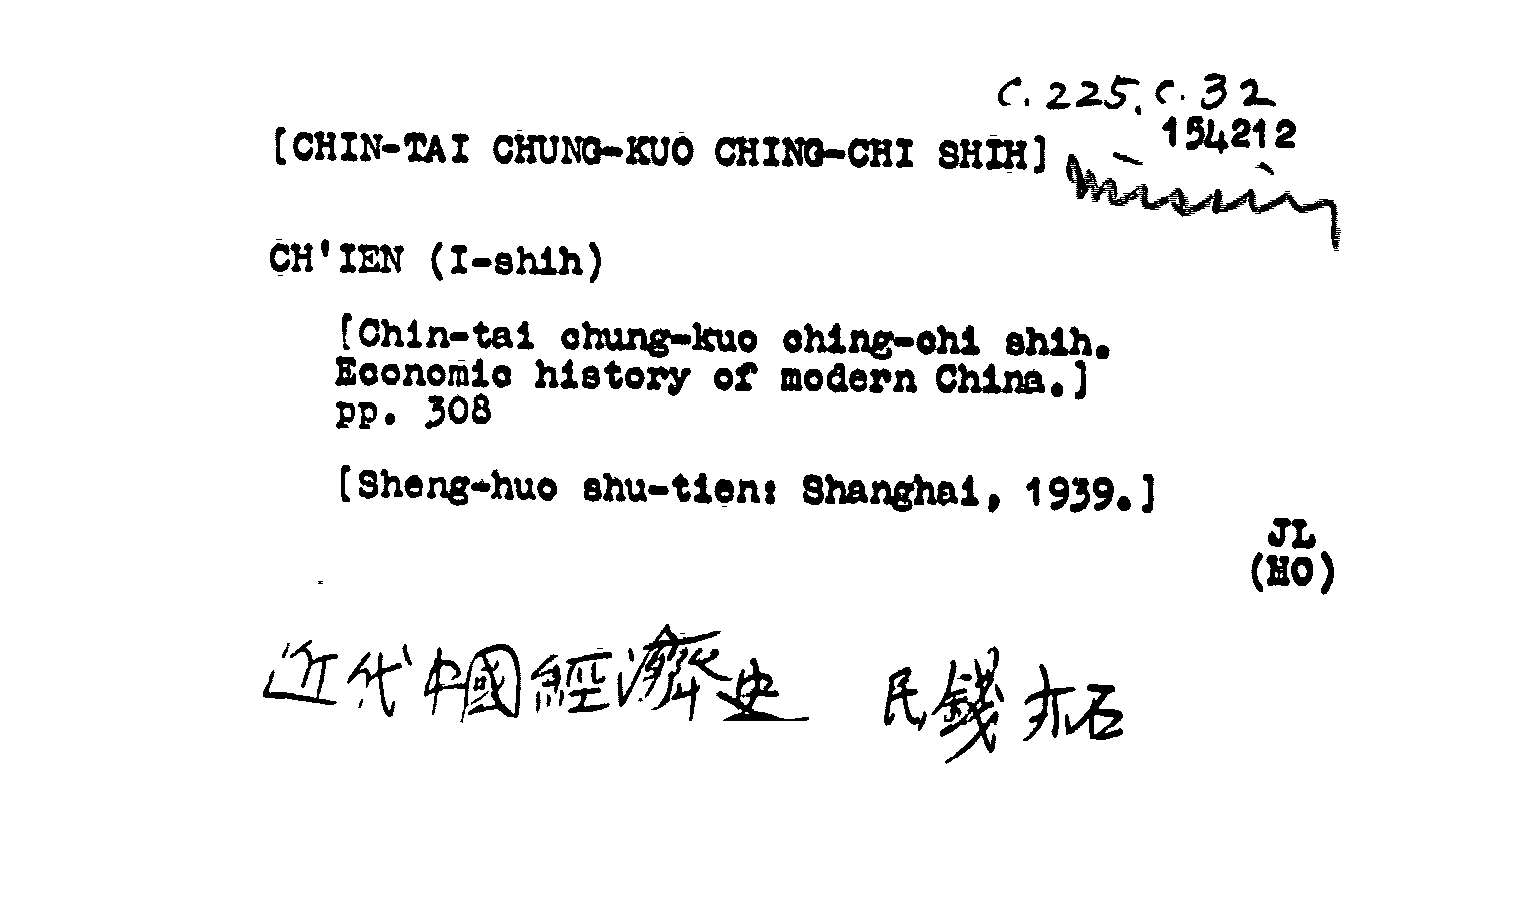 C.225.C.32
[CHIN-TAI CHUNG-KUO CHING-CHI SHIH] 154212
Missing
CH'IEN (I-shih)
[Chin-tai chung-kuo ching-chi shih.
Economic history of modern China.]
pp. 308
[Sheng-huo shu-tien: Shanghai, 1939.]
JL
(MO)
近代中國經濟史 民錢亦石